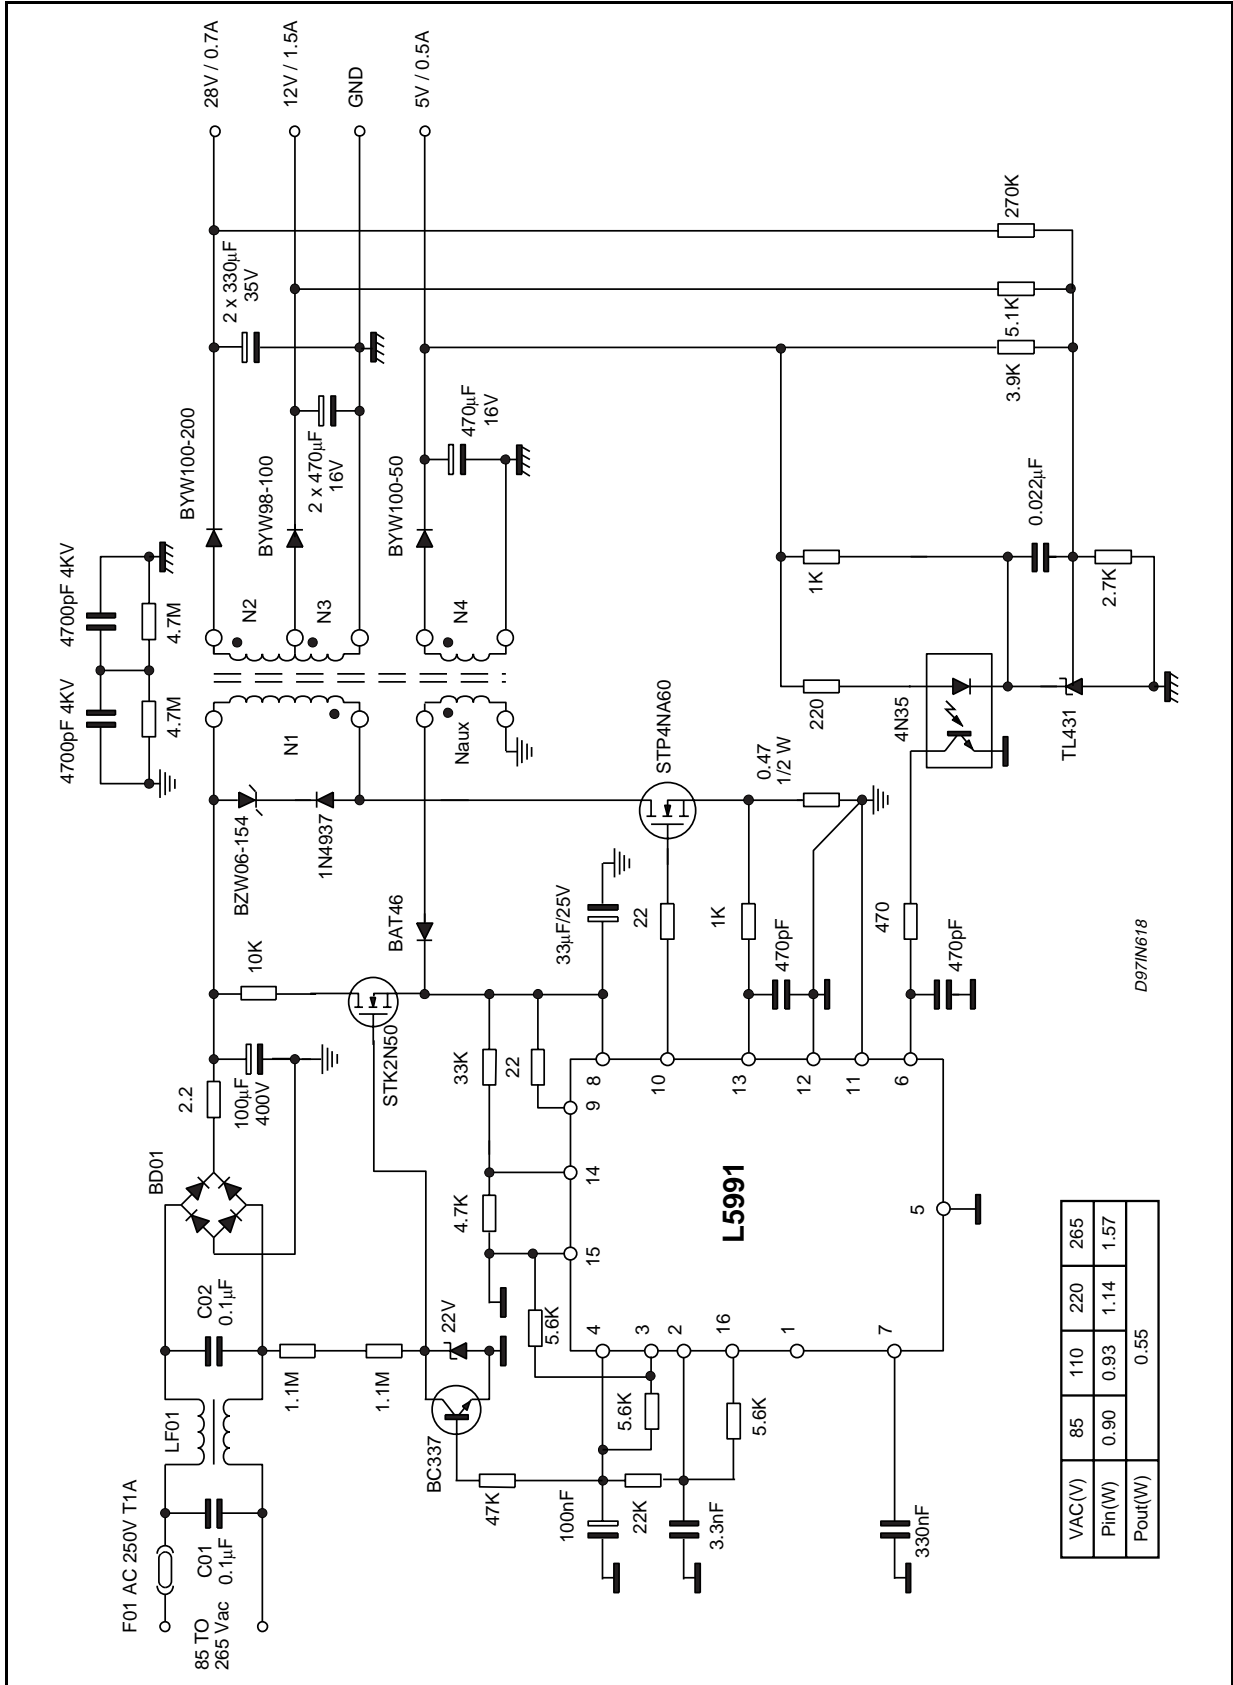 F01 AC 250V T1A
85 TO
265 Vac
C01
0.1µF
LF01
C02
0.1µF
BD01
2.2
100µF
400V
10K
STK2N50
1.1M
1.1M
22V
BC337
47K
4700pF 4KV
4700pF 4KV
4.7M
4.7M
BZW06-154
1N4937
N1
N2
N3
Naux
N4
BAT46
BYW100-200
BYW98-100
BYW100-50
2 x 330µF
35V
2 x 470µF
16V
470µF
16V
28V / 0.7A
12V / 1.5A
GND
5V / 0.5A
33K
22
4.7K
5.6K
33µF/25V
22
STP4NA60
1K
0.47
1/2 W
470pF
470
470pF
4N35
220
1K
TL431
0.022µF
2.7K
3.9K
5.1K
270K
L5991
4
3
2
16
1
7
15
14
9
8
10
13
12
11
6
5
5.6K
100nF
22K
3.3nF
5.6K
330nF
VAC(V) 85 110 220 265
Pin(W) 0.90 0.93 1.14 1.57
Pout(W) 0.55
D97IN618